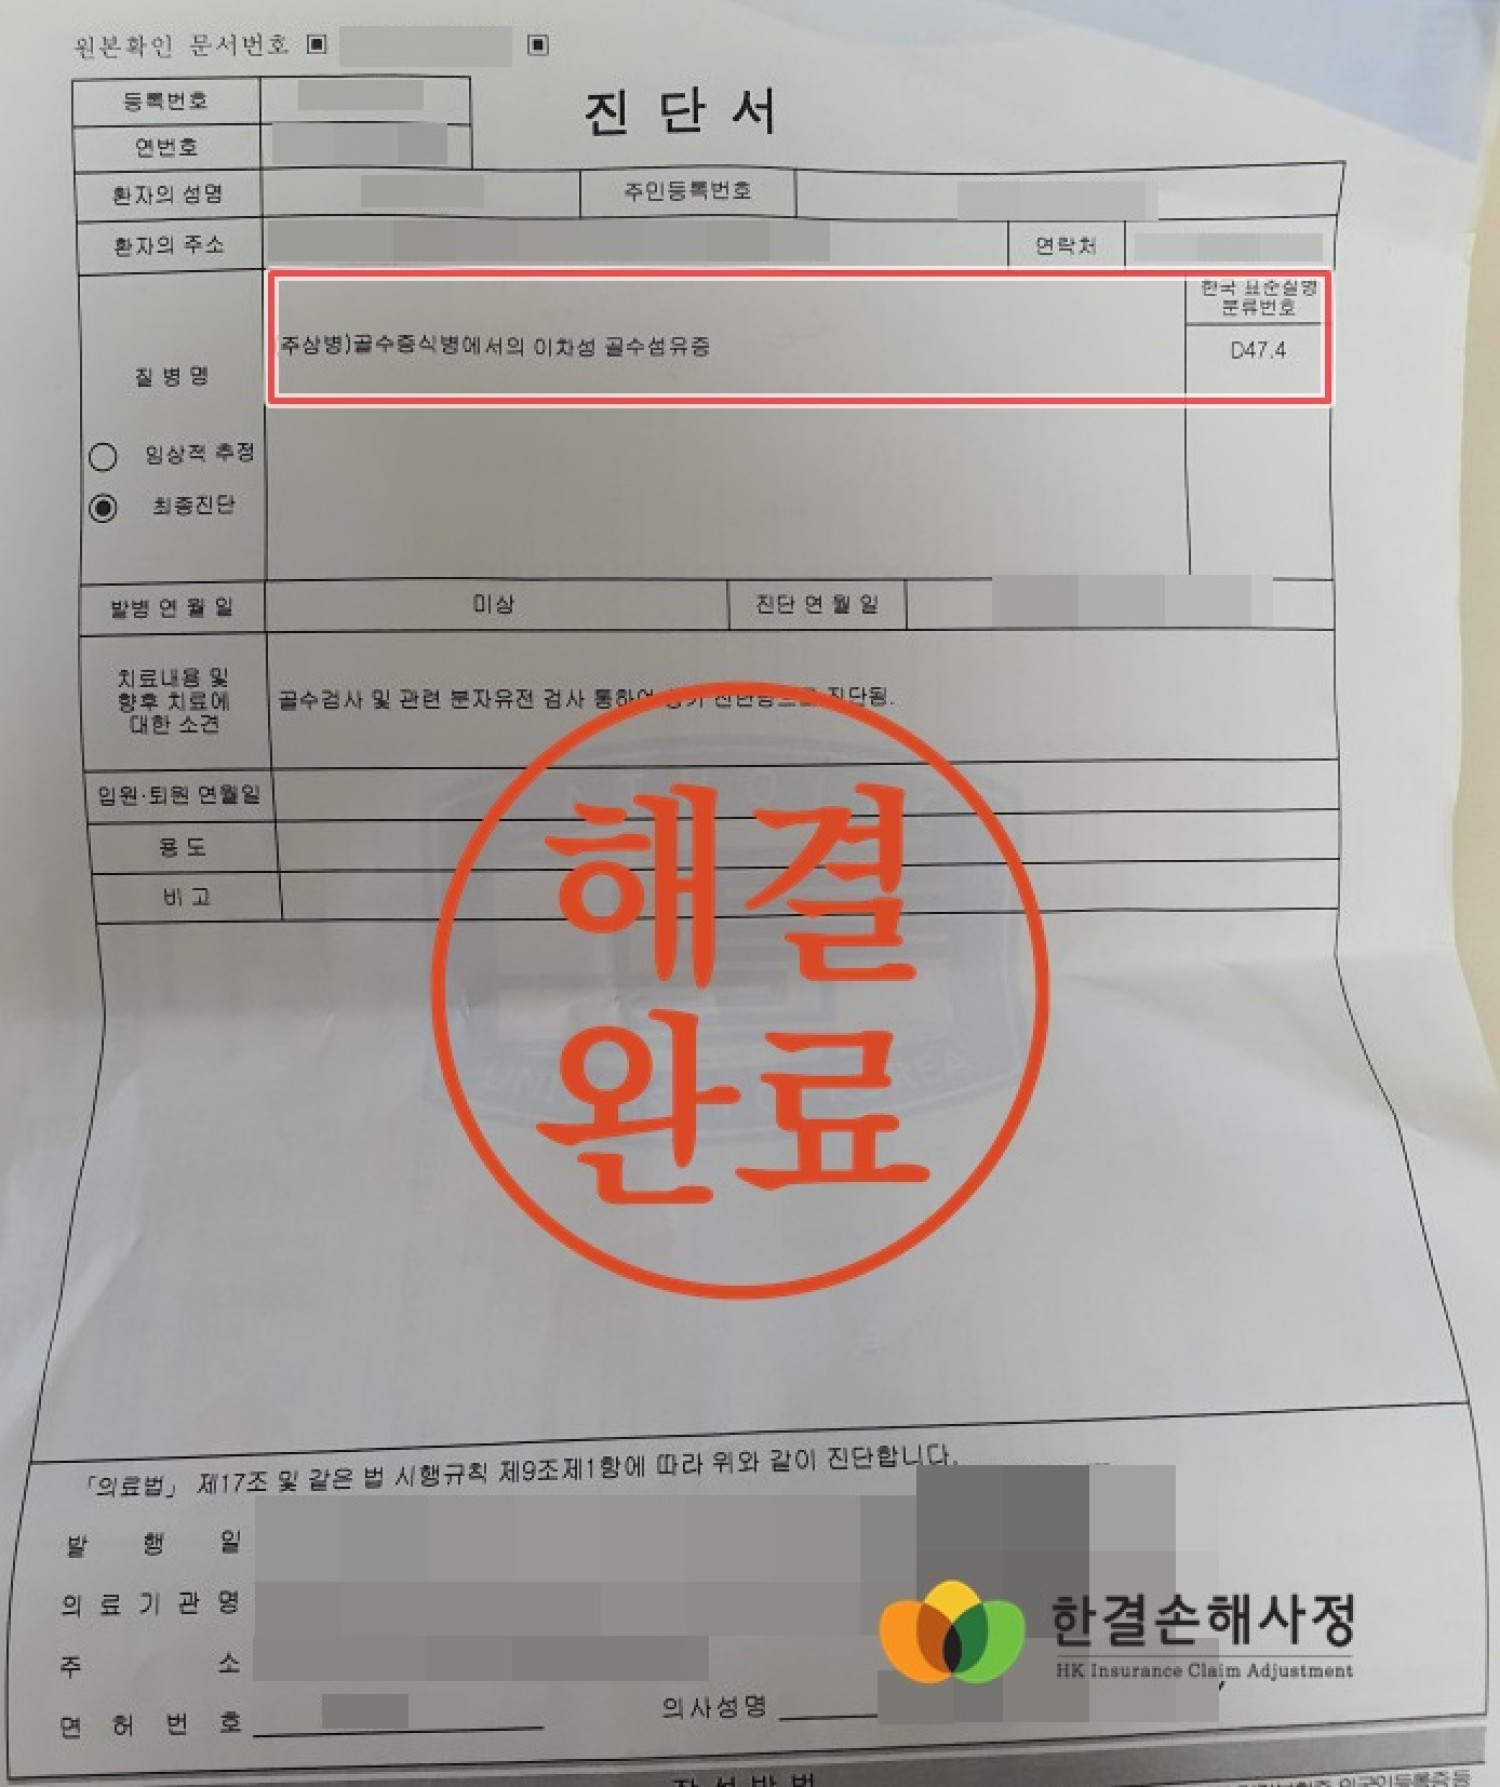 원본확인 문서번호 ▣ ▣
등록번호
연번호
진 단 서
환자의 성명 주민등록번호
환자의 주소 연락처
한국 표준질병
분류번호
주상병)골수증식병에서의 이차성 골수섬유증 D47.4
질 병 명
임상적 추정
최종진단
발병 연 월 일 미상 진단 연 월 일
치료내용 및
향후 치료에
대한 소견
골수검사 및 관련 분자유전 검사 통하여 진단됨.
입원·퇴원 연월일
용 도
비 고
해결
완료
「의료법」 제17조 및 같은 법 시행규칙 제9조제1항에 따라 위와 같이 진단합니다.
발 행 일
의 료 기 관 명
주 소
면 허 번 호 의사성명
한결손해사정
HK Insurance Claim Adjustment
작 성 방 법